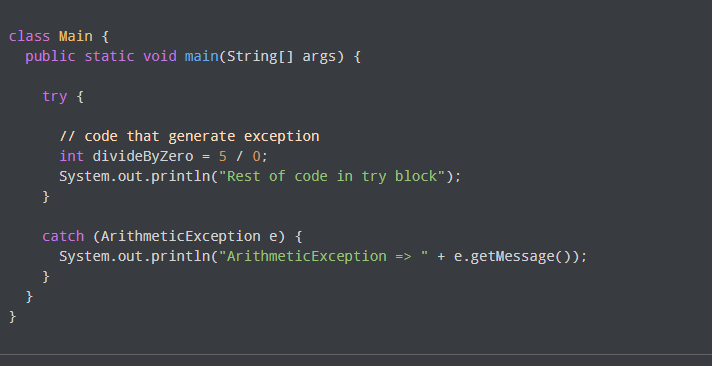 class Main {
public static void main(String[] args) {
try {
// code that generate exception
int divideByZero = 5 / 0;
System.out.println("Rest of code in try block");
}
catch (ArithmeticException e) {
System.out.println("ArithmeticException => " + e.getMessage());
}
}
}